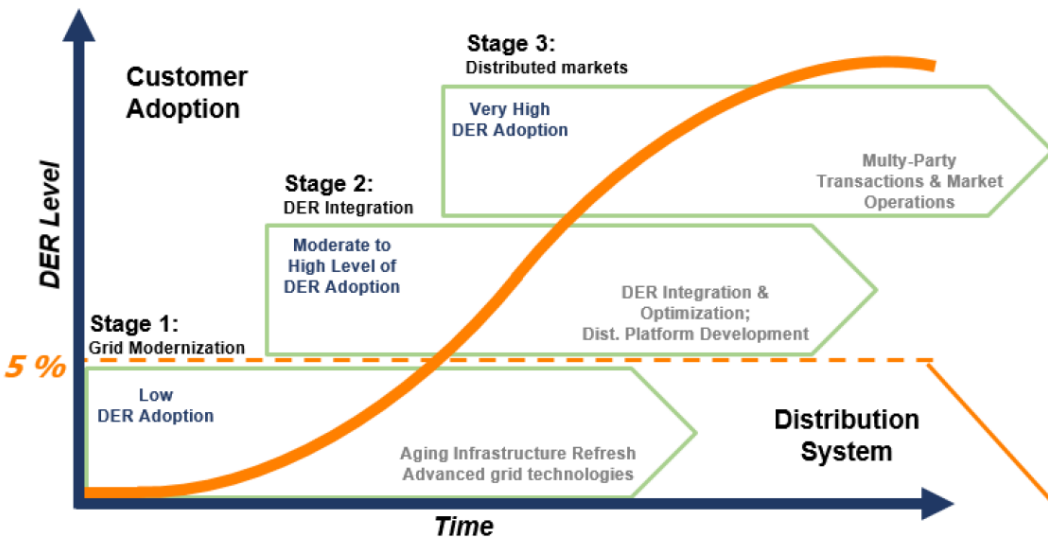 Customer
Adoption
Stage 3:
Distributed markets
Very High
DER Adoption
Multy-Party
Transactions & Market
Operations
Stage 2:
DER Integration
Moderate to
High Level of
DER Adoption
DER Integration &
Optimization;
Dist. Platform Development
Stage 1:
Grid Modernization
5 %
Low
DER Adoption
Aging Infrastructure Refresh
Advanced grid technologies
Distribution
System
DER Level
Time